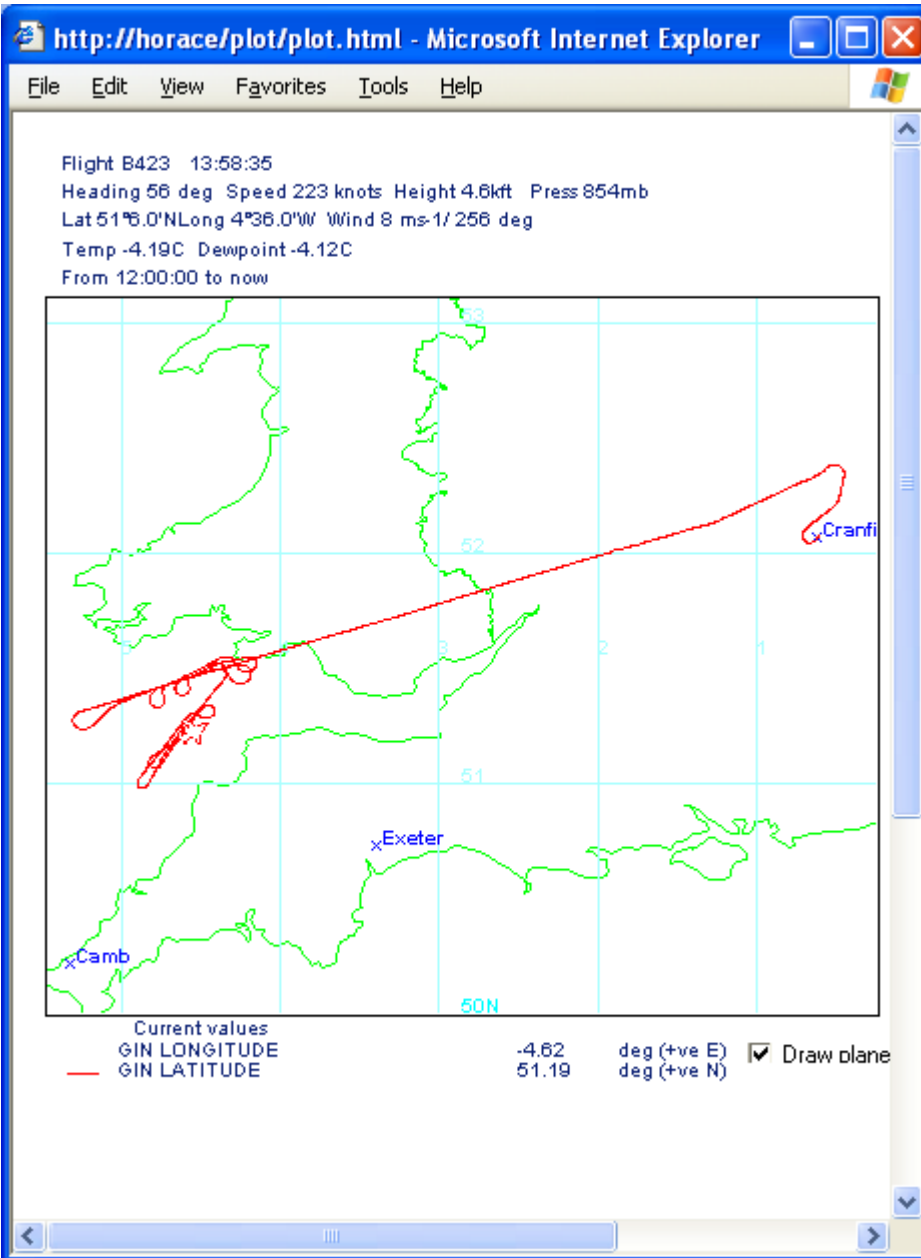 http://horace/plot/plot.html - Microsoft Internet Explorer
File Edit View Favorites Tools Help
Flight B423 13:58:35
Heading 56 deg Speed 223 knots Height 4.6kft Press 854mb
Lat 51°6.0'NLong 4°36.0'W Wind 8 ms-1/ 256 deg
Temp -4.19C Dewpoint -4.12C
From 12:00:00 to now
53
Cranfi
52
5 3 2 1
51
Exeter
Camb
50N
Current values
GIN LONGITUDE -4.62 deg (+ve E)
GIN LATITUDE 51.19 deg (+ve N)
Draw plane